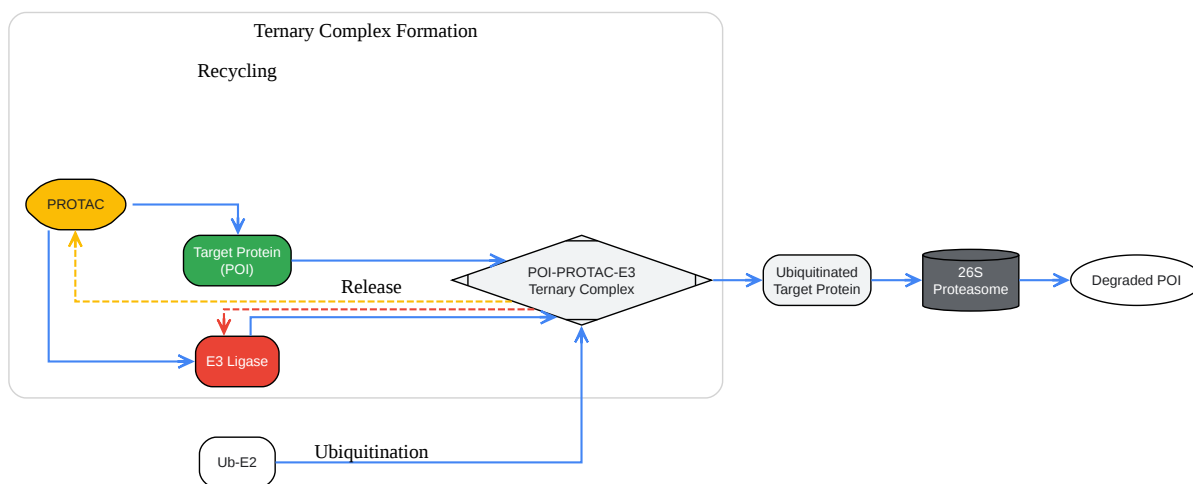 Ternary Complex Formation
Recycling
PROTAC
Target Protein
(POI)
Release
POI-PROTAC-E3
Ternary Complex
Ubiquitinated
Target Protein
26S
Proteasome
Degraded POI
E3 Ligase
Ubiquitination
Ub-E2